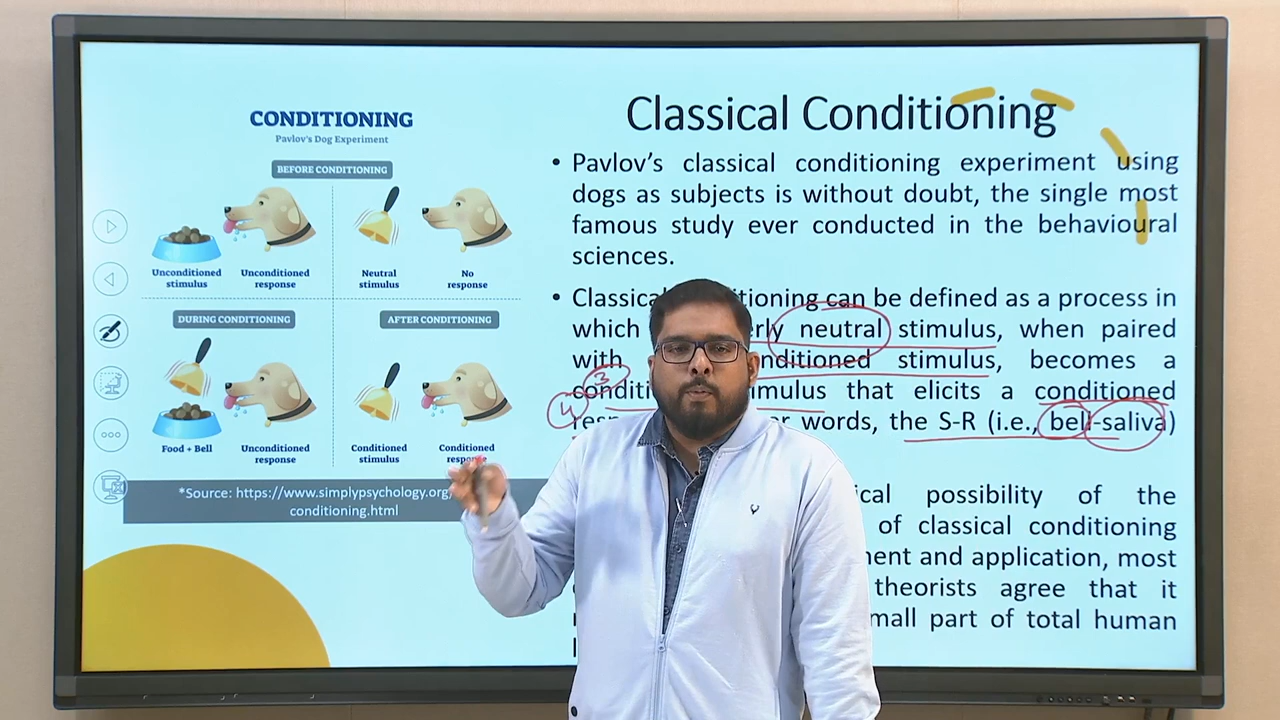 CONDITIONING
Pavlov's Dog Experiment
BEFORE CONDITIONING
Unconditioned stimulus
Unconditioned response
Neutral stimulus
No response
DURING CONDITIONING
AFTER CONDITIONING
Food + Bell
Unconditioned response
Conditioned stimulus
Conditioned response
*Source: https://www.simplypsychology.org/
conditioning.html
Classical Conditioning
• Pavlov's classical conditioning experiment using
dogs as subjects is without doubt, the single most
famous study ever conducted in the behavioural
sciences.
• Classical can be defined as a process in
which neutral stimulus, when paired
with stimulus, becomes a
that elicits a conditioned
words, the S-R (i.e., bell-saliva)
possibility of the
of classical conditioning
and application, most
theorists agree that it
part of total human
3
4